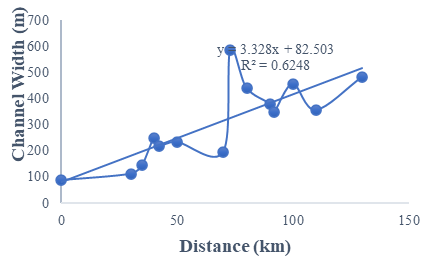 Channel Width (m)
700
600
500
400
300
200
100
0
y = 3.328x + 82.503
R² = 0.6248
0 50 100 150
Distance (km)